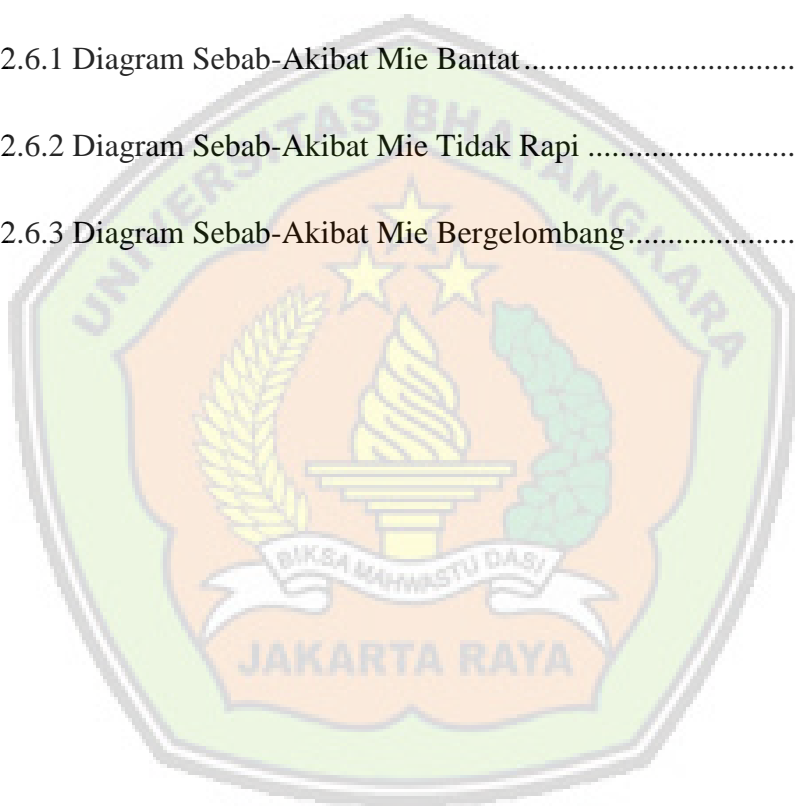 2.6.1 Diagram Sebab-Akibat Mie Bantat...............................
2.6.2 Diagram Sebab-Akibat Mie Tidak Rapi ........................
2.6.3 Diagram Sebab-Akibat Mie Bergelombang...................
UNIVERSITAS BHAYANGKARA
BIKSA MAHWASTU DASI
JAKARTA RAYA